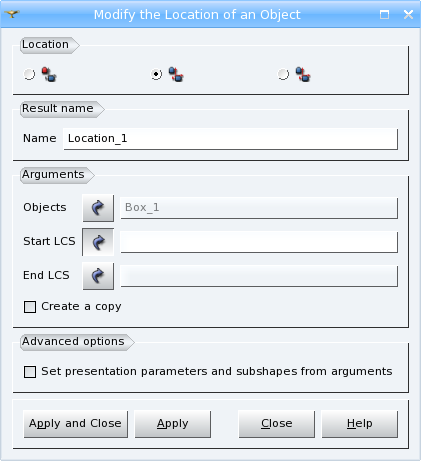 Modify the Location of an Object
Location
Result name
Name Location_1
Arguments
Objects Box_1
Start LCS
End LCS
Create a copy
Advanced options
Set presentation parameters and subshapes from arguments
Apply and Close Apply Close Help